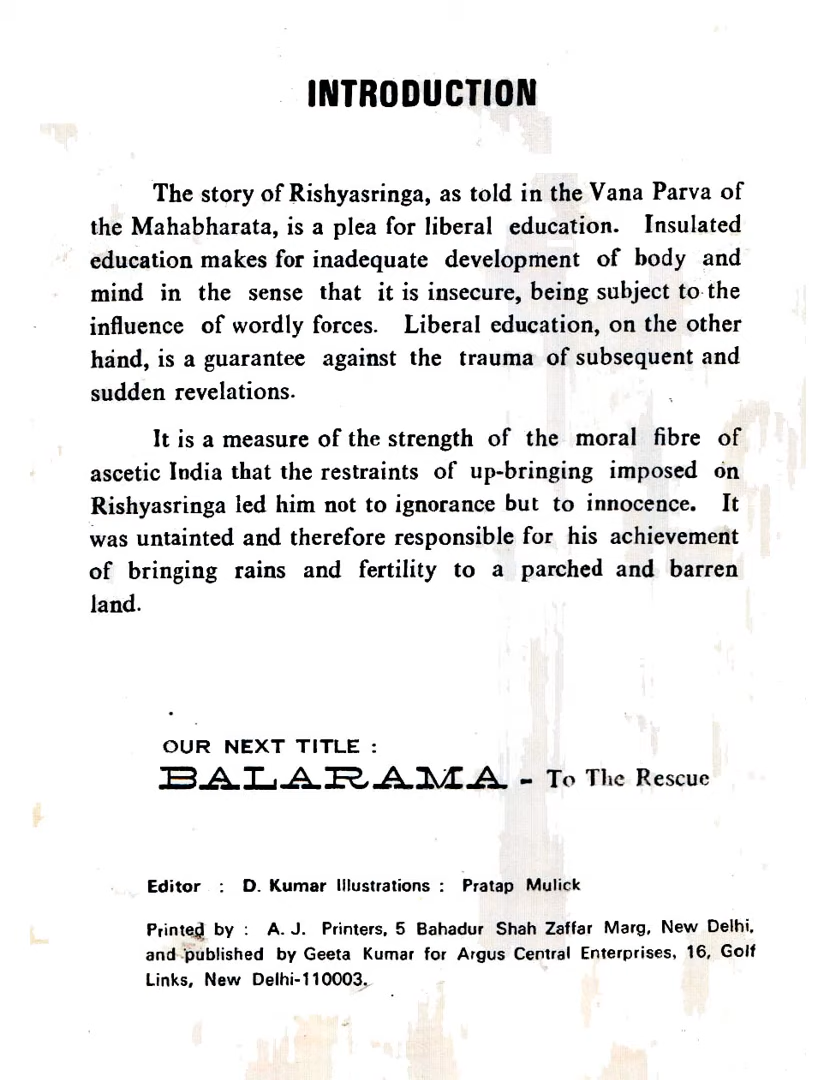 INTRODUCTION
The story of Rishyasringa, as told in the Vana Parva of
the Mahabharata, is a plea for liberal education. Insulated
education makes for inadequate development of body and
mind in the sense that it is insecure, being subject to the
influence of wordly forces. Liberal education, on the other
hand, is a guarantee against the trauma of subsequent and
sudden revelations.
It is a measure of the strength of the moral fibre of
ascetic India that the restraints of up-bringing imposed on
Rishyasringa led him not to ignorance but to innocence. It
was untainted and therefore responsible for his achievement
of bringing rains and fertility to a parched and barren
land.
OUR NEXT TITLE :
BALARAMA - To The Rescue
Editor : D. Kumar Illustrations : Pratap Mulick
Printed by : A. J. Printers, 5 Bahadur Shah Zaffar Marg, New Delhi,
and published by Geeta Kumar for Argus Central Enterprises, 16, Golf
Links, New Delhi-110003.